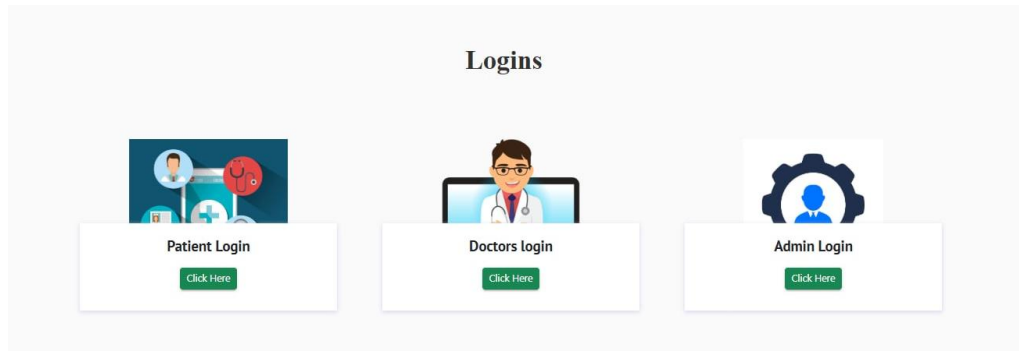 Logins
Patient Login
Click Here
Doctors login
Click Here
Admin Login
Click Here